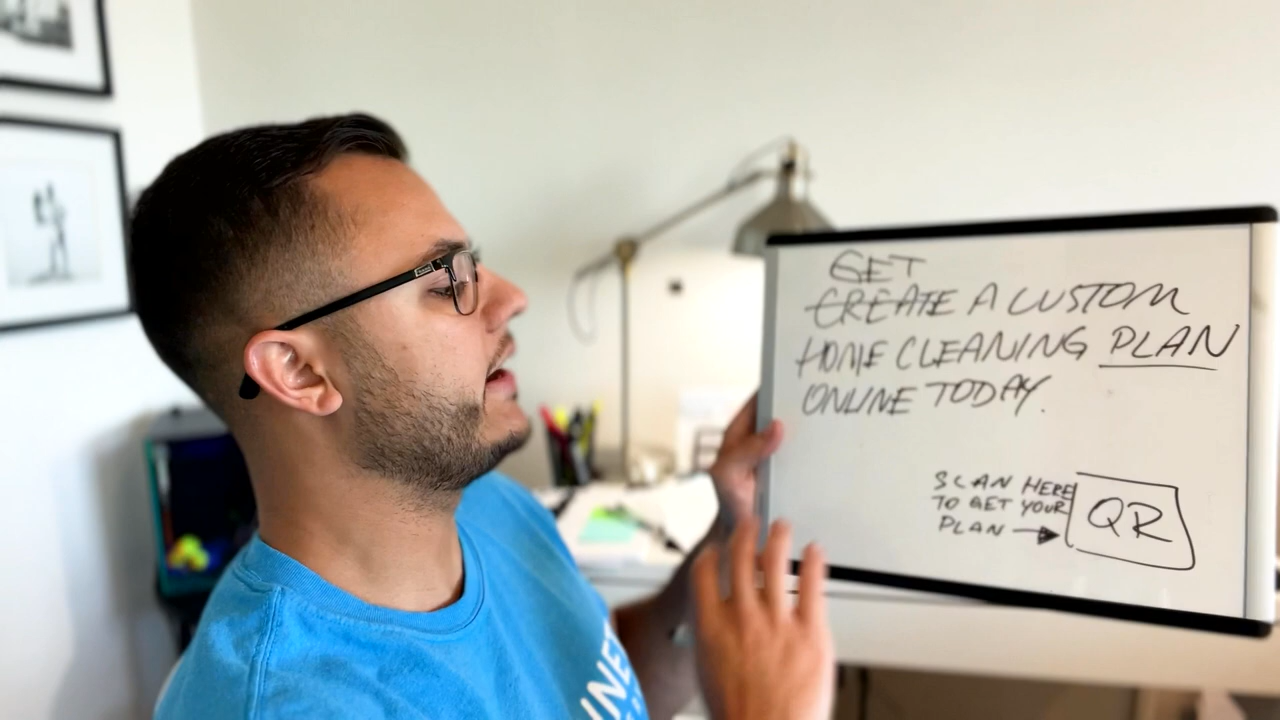 GET
CREATE A CUSTOM
HOME CLEANING PLAN
ONLINE TODAY.
SCAN HERE
TO GET YOUR
PLAN
QR